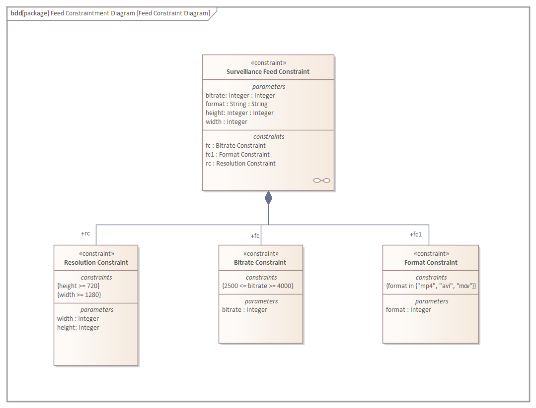 bdd[package] Feed Constraintment Diagram [Feed Constraint Diagram]
«constraint»
Surveillance Feed Constraint
parameters
bitrate: Integer : Integer
format : String : String
height: Integer : Integer
width : Integer
constraints
fc : Bitrate Constraint
fc1 : Format Constraint
rc : Resolution Constraint
+rc
+fc
+fc1
«constraint»
Resolution Constraint
constraints
{height >= 720}
{width >= 1280}
parameters
width : Integer
height: Integer
«constraint»
Bitrate Constraint
constraints
{2500 <= bitrate >= 4000}
parameters
bitrate : Integer
«constraint»
Format Constraint
constraints
{format in {"mp4", "avi", "mov"}}
parameters
format : Integer